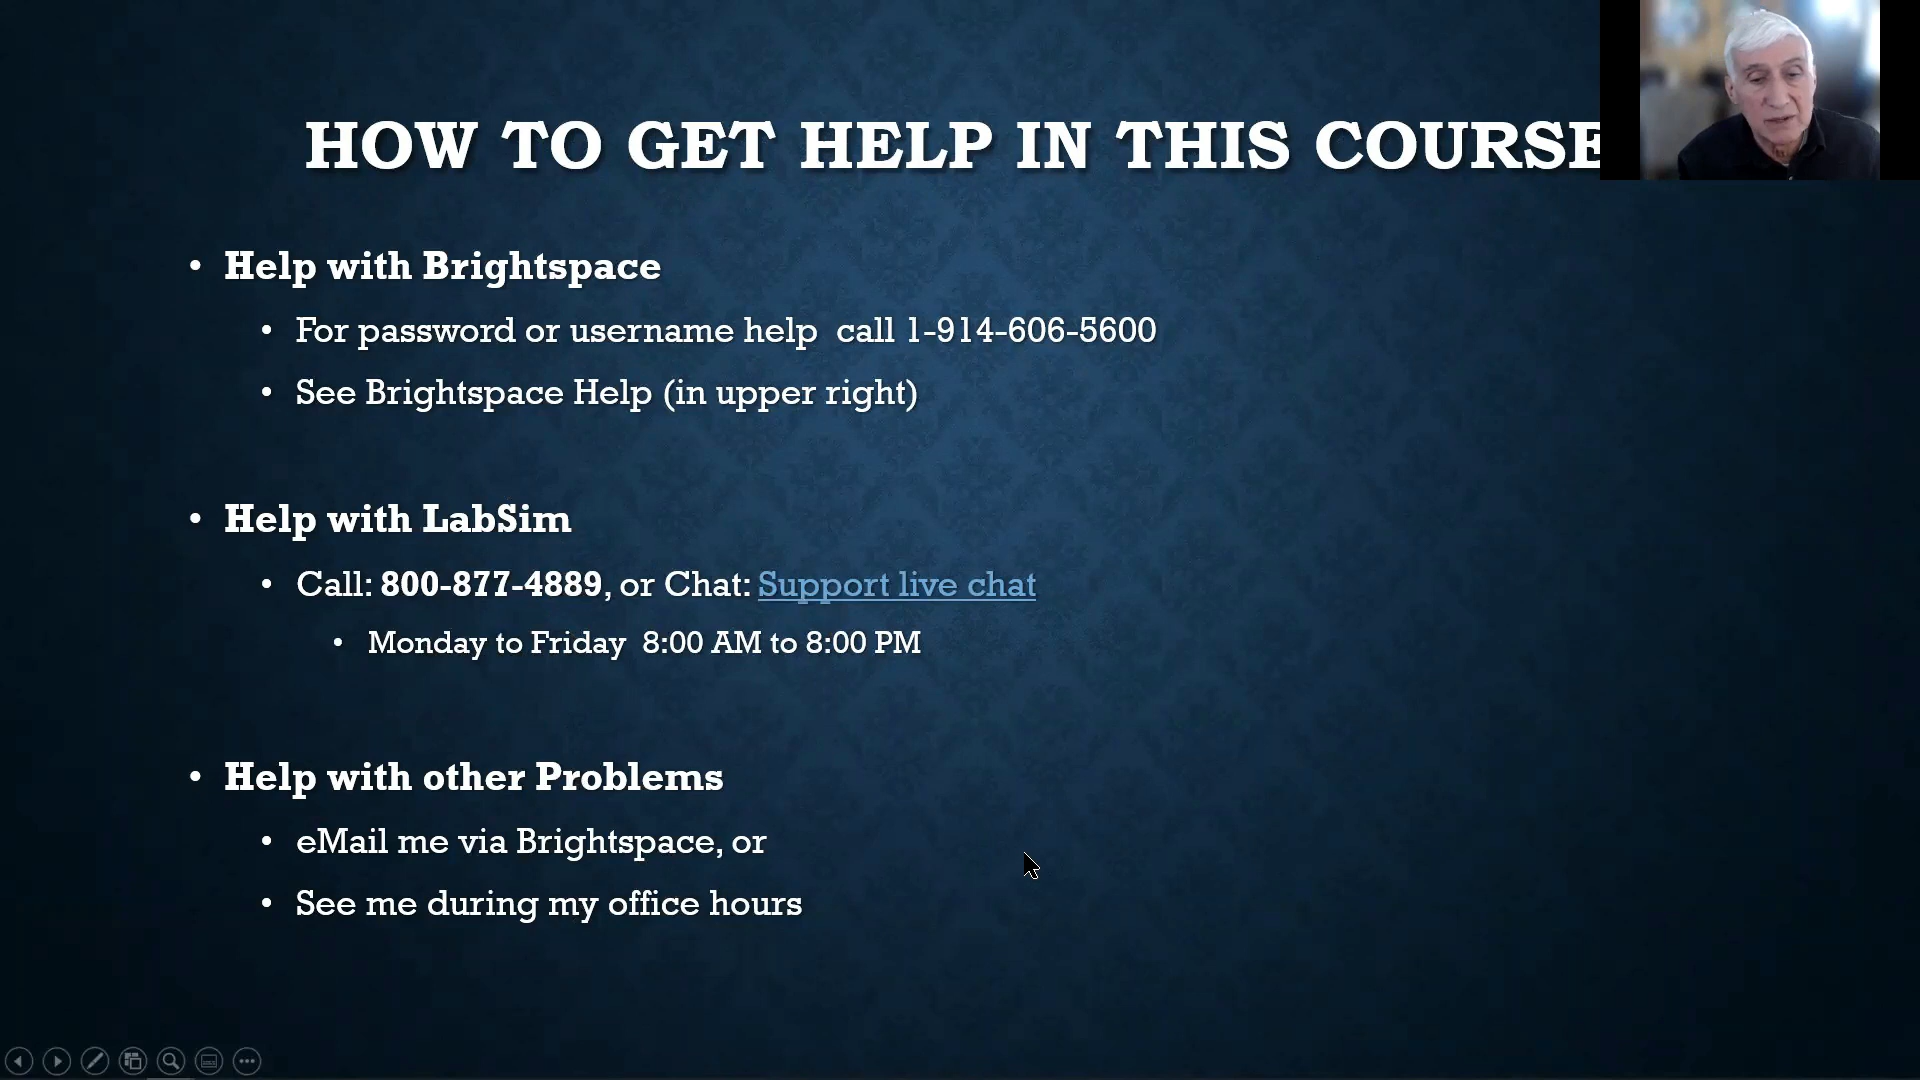 HOW TO GET HELP IN THIS COURSE
• Help with Brightspace
• For password or username help  call 1-914-606-5600
• See Brightspace Help (in upper right)
• Help with LabSim
• Call: 800-877-4889, or Chat: Support live chat
• Monday to Friday  8:00 AM to 8:00 PM
• Help with other Problems
• eMail me via Brightspace, or
• See me during my office hours